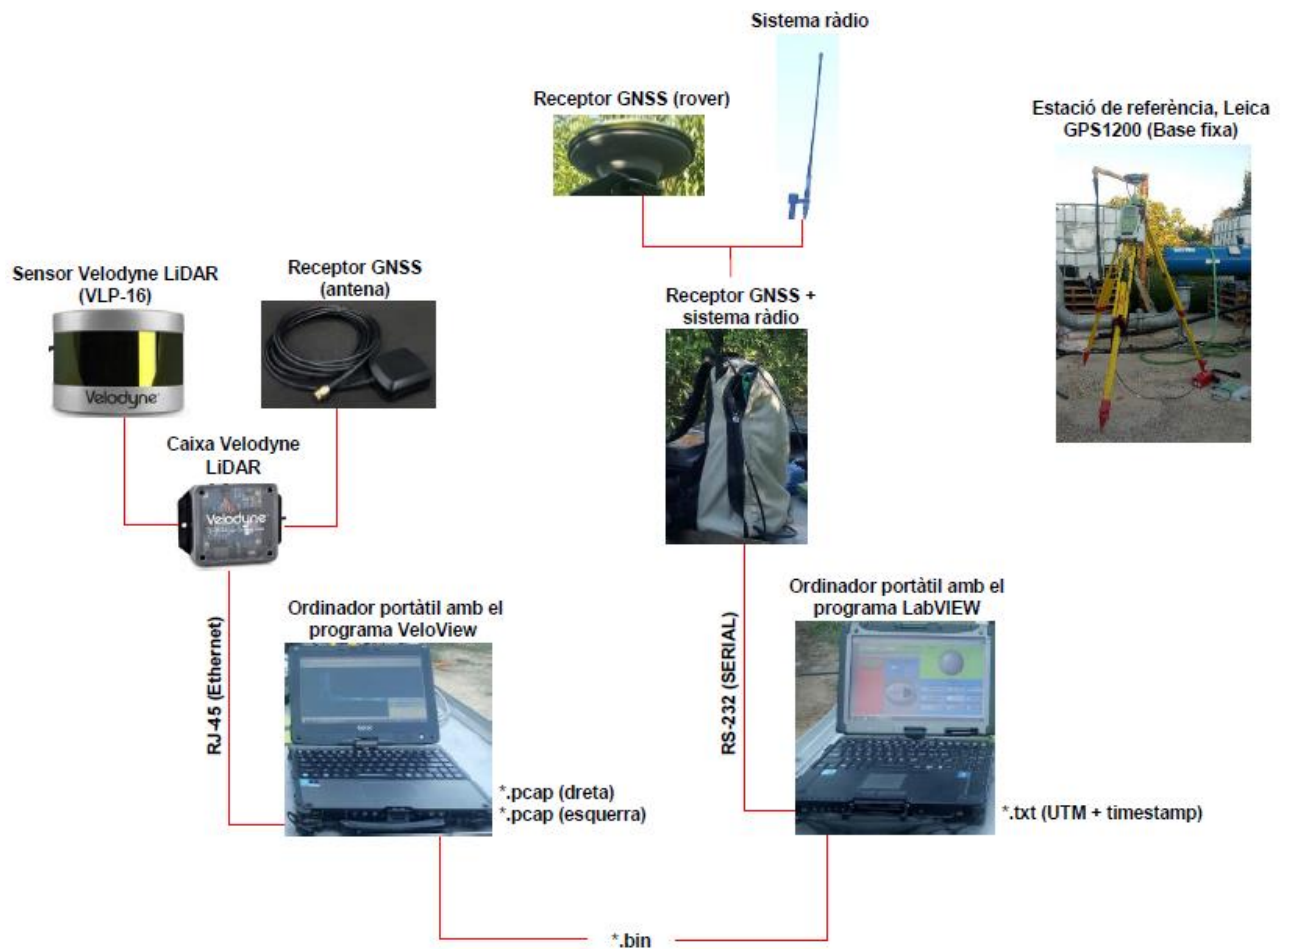 Sistema ràdio
Receptor GNSS (rover)
Estació de referència, Leica
GPS1200 (Base fixa)
Sensor Velodyne LiDAR
(VLP-16)
Receptor GNSS
(antena)
Velodyne
Receptor GNSS +
sistema ràdio
Caixa Velodyne
LiDAR
Velodyne
RJ-45 (Ethernet)
Ordinador portàtil amb el
programa VeloView
*.pcap (dreta)
*.pcap (esquerra)
RS-232 (SERIAL)
Ordinador portàtil amb el
programa LabVIEW
*.txt (UTM + timestamp)
*.bin